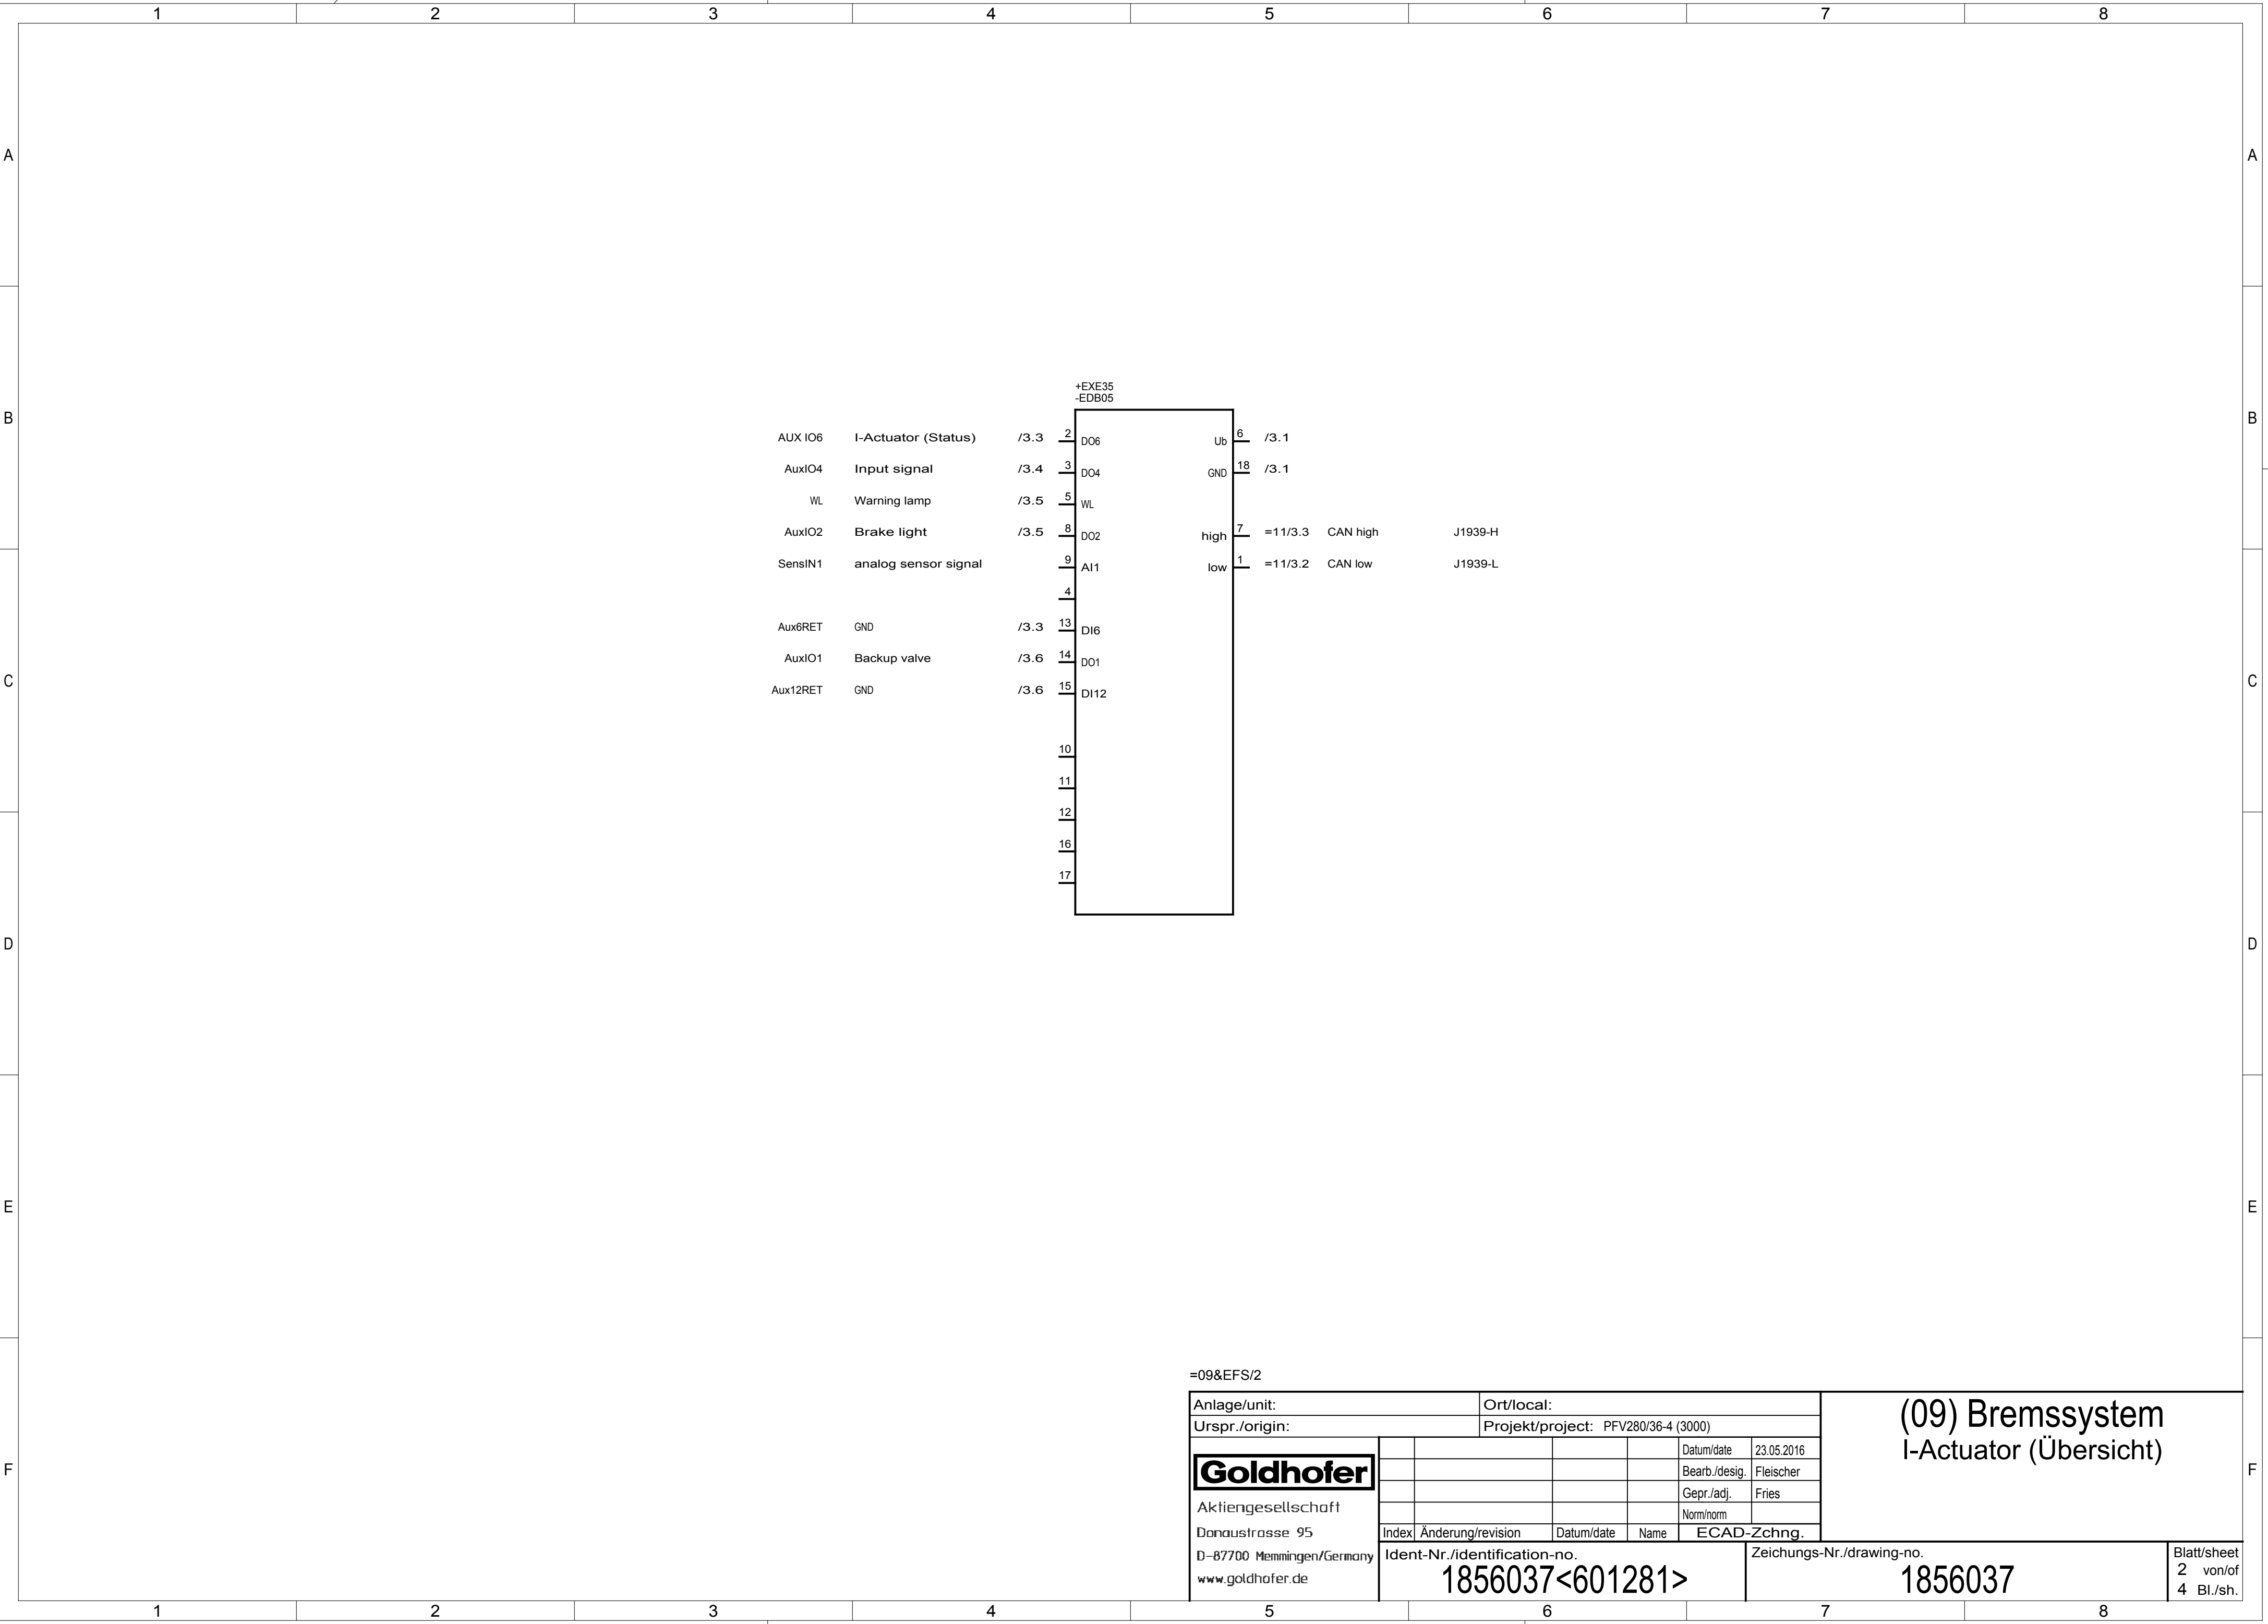 1 2 3 4 5 6 7 8
A A
+EXE35
-EDB05
B B
AUX IO6 I-Actuator (Status) /3.3 2 DO6 Ub 6 /3.1
AuxIO4 Input signal /3.4 3 DO4 GND 18 /3.1
WL Warning lamp /3.5 5 WL
AuxIO2 Brake light /3.5 8 DO2 high 7 =11/3.3 CAN high J1939-H
SensIN1 analog sensor signal 9 AI1 low 1 =11/3.2 CAN low J1939-L
4
Aux6RET GND /3.3 13 DI6
AuxIO1 Backup valve /3.6 14 DO1
C C
Aux12RET GND /3.6 15 DI12
10
11
12
16
17
D D
E E
=09&EFS/2
Anlage/unit: Ort/local:
Urspr./origin: Projekt/project: PFV280/36-4 (3000)
(09) Bremssystem
I-Actuator (Übersicht)
F F
Goldhofer
Aktiengesellschaft
Donaustrasse 95
D-87700 Memmingen/Germany
www.goldhofer.de
Datum/date 23.05.2016
Bearb./desig. Fleischer
Gepr./adj. Fries
Norm/norm
Index Änderung/revision Datum/date Name ECAD-Zchng.
Ident-Nr./identification-no.
1856037<601281>
Zeichungs-Nr./drawing-no.
1856037
Blatt/sheet
2 von/of
4 Bl./sh.
1 2 3 4 5 6 7 8